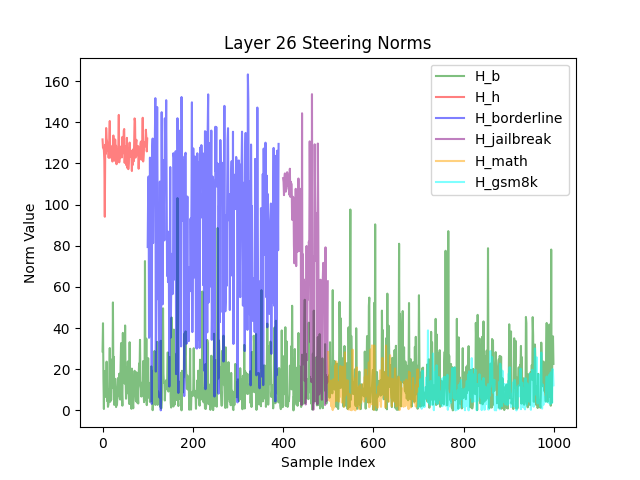 Layer 26 Steering Norms
Norm Value
160
140
120
100
80
60
40
20
0
H_b
H_h
H_borderline
H_jailbreak
H_math
H_gsm8k
0
200
400
600
800
1000
Sample Index